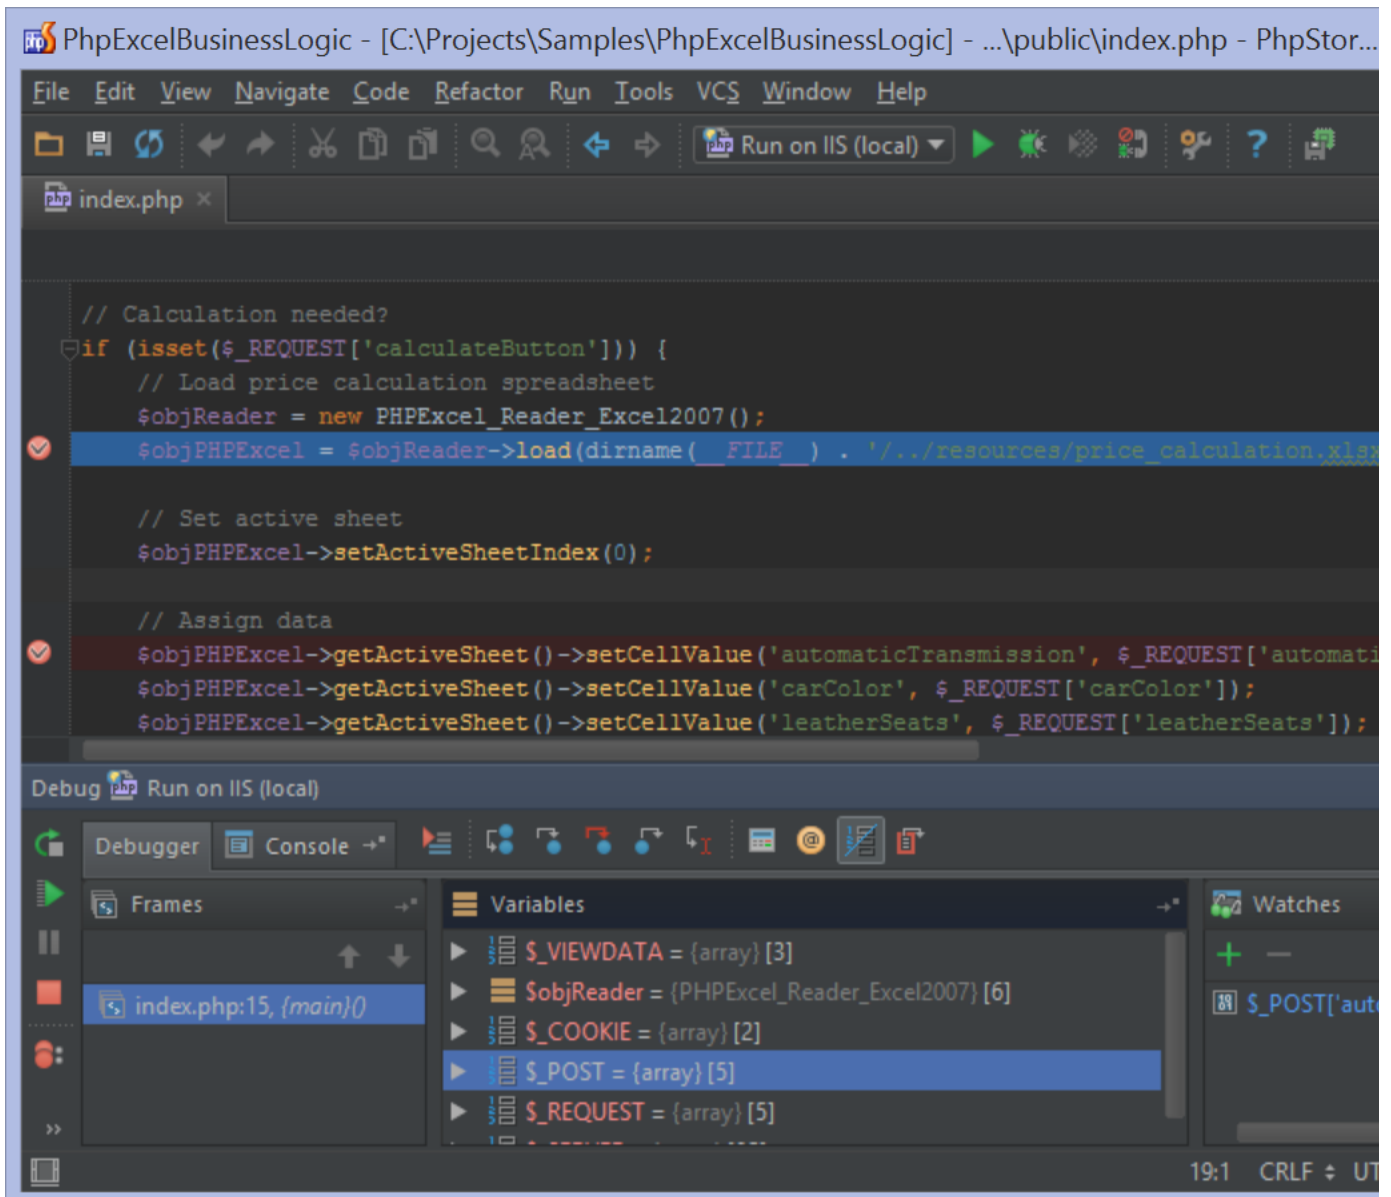 PhpExcelBusinessLogic - [C:\Projects\Samples\PhpExcelBusinessLogic] - ...\public\index.php - PhpStor...
File Edit View Navigate Code Refactor Run Tools VCS Window Help
php Run on IIS (local) ?
php index.php ×
// Calculation needed?
if (isset($_REQUEST['calculateButton'])) {
// Load price calculation spreadsheet
$objReader = new PHPExcel_Reader_Excel2007();
$objPHPExcel = $objReader->load(dirname(__FILE__) . '/../resources/price_calculation.xlsx
// Set active sheet
$objPHPExcel->setActiveSheetIndex(0);
// Assign data
$objPHPExcel->getActiveSheet()->setCellValue('automaticTransmission', $_REQUEST['automati
$objPHPExcel->getActiveSheet()->setCellValue('carColor', $_REQUEST['carColor']);
$objPHPExcel->getActiveSheet()->setCellValue('leatherSeats', $_REQUEST['leatherSeats']);
Debug php Run on IIS (local)
Debugger Console
Frames Variables Watches
$_VIEWDATA = {array} [3]
index.php:15, {main}() $objReader = {PHPExcel_Reader_Excel2007} [6] $_POST['aut
$_COOKIE = {array} [2]
$_POST = {array} [5]
$_REQUEST = {array} [5]
19:1 CRLF UT